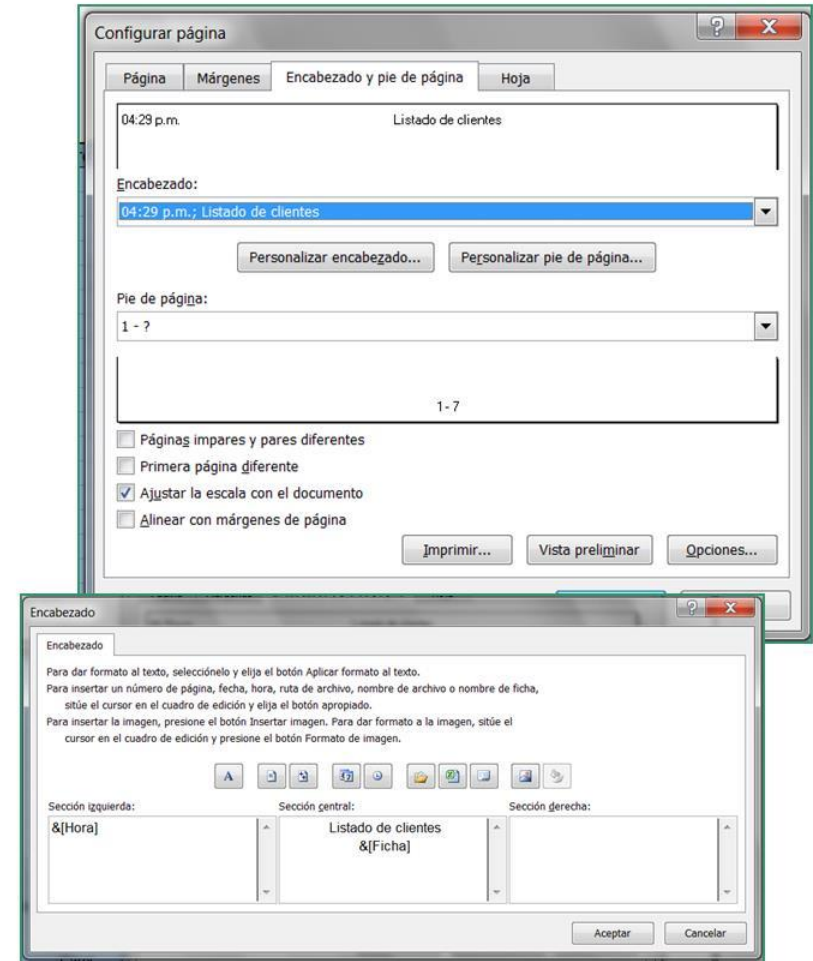 Configurar página
Página Márgenes Encabezado y pie de página Hoja
04:29 p.m. Listado de clientes
Encabezado:
04:29 p.m.; Listado de clientes
Personalizar encabezado... Personalizar pie de página...
Pie de página:
1 - ?
1 - 7
Páginas impares y pares diferentes
Primera página diferente
Ajustar la escala con el documento
Alinear con márgenes de página
Imprimir... Vista preliminar Opciones...
Encabezado
Encabezado
Para dar formato al texto, selecciónelo y elija el botón Aplicar formato al texto.
Para insertar un número de página, fecha, hora, ruta de archivo, nombre de archivo o nombre de ficha,
sitúe el cursor en el cuadro de edición y elija el botón apropiado.
Para insertar la imagen, presione el botón Insertar imagen. Para dar formato a la imagen, sitúe el
cursor en el cuadro de edición y presione el botón Formato de imagen.
A
Sección izquierda: Sección central: Sección derecha:
&[Hora] Listado de clientes
&[Ficha]
Aceptar Cancelar